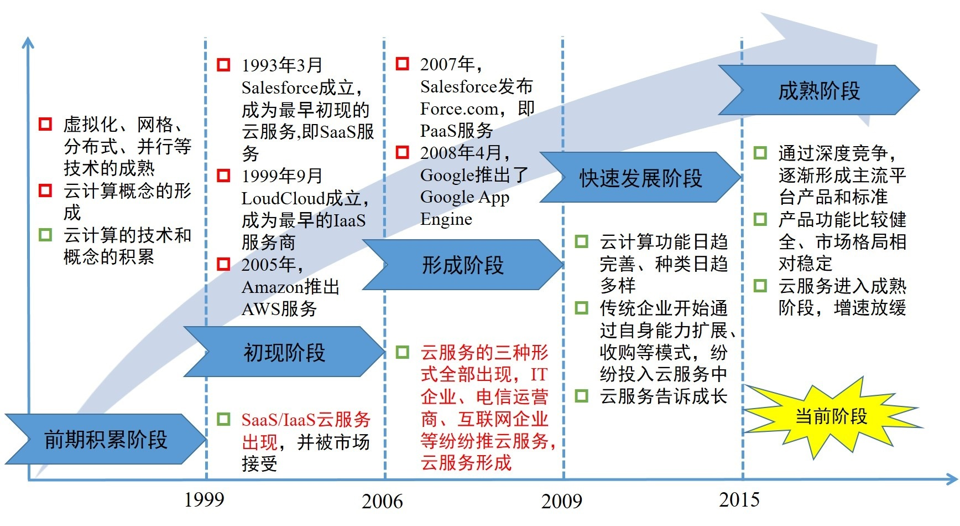 虚拟化、网格、
分布式、并行等
技术的成熟
云计算概念的形
成
云计算的技术和
概念的积累
前期积累阶段
1993年3月
Salesforce成立,
成为最早初现的
云服务,即SaaS服
务
1999年9月
LoudCloud成立,
成为最早的IaaS
服务商
2005年,
Amazon推出
AWS服务
初现阶段
SaaS/IaaS云服务
出现，并被市场
接受
2007年，
Salesforce发布
Force.com，即
PaaS服务
2008年4月，
Google推出了
Google App
Engine
形成阶段
云服务的三种形
式全部出现，IT
企业、电信运营
商、互联网企业
等纷纷推云服务，
云服务形成
快速发展阶段
云计算功能日趋
完善、种类日趋
多样
传统企业开始通
过自身能力扩展、
收购等模式，纷
纷投入云服务中
云服务告诉成长
成熟阶段
通过深度竞争，
逐渐形成主流平
台产品和标准
产品功能比较健
全、市场格局相
对稳定
云服务进入成熟
阶段，增速放缓
当前阶段
1999
2006
2009
2015